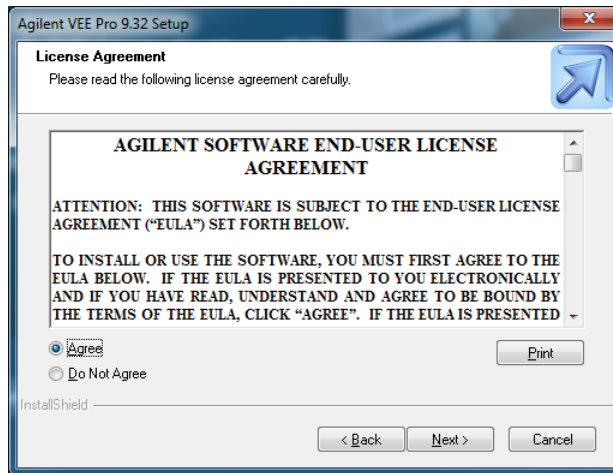 Agilent VEE Pro 9.32 Setup
License Agreement
Please read the following license agreement carefully.
AGILENT SOFTWARE END-USER LICENSE
AGREEMENT
ATTENTION: THIS SOFTWARE IS SUBJECT TO THE END-USER LICENSE
AGREEMENT (“EULA”) SET FORTH BELOW.
TO INSTALL OR USE THE SOFTWARE, YOU MUST FIRST AGREE TO THE
EULA BELOW. IF THE EULA IS PRESENTED TO YOU ELECTRONICALLY
AND IF YOU HAVE READ, UNDERSTAND AND AGREE TO BE BOUND BY
THE TERMS OF THE EULA, CLICK “AGREE”. IF THE EULA IS PRESENTED
Agree
Print
Do Not Agree
InstallShield
< Back
Next >
Cancel